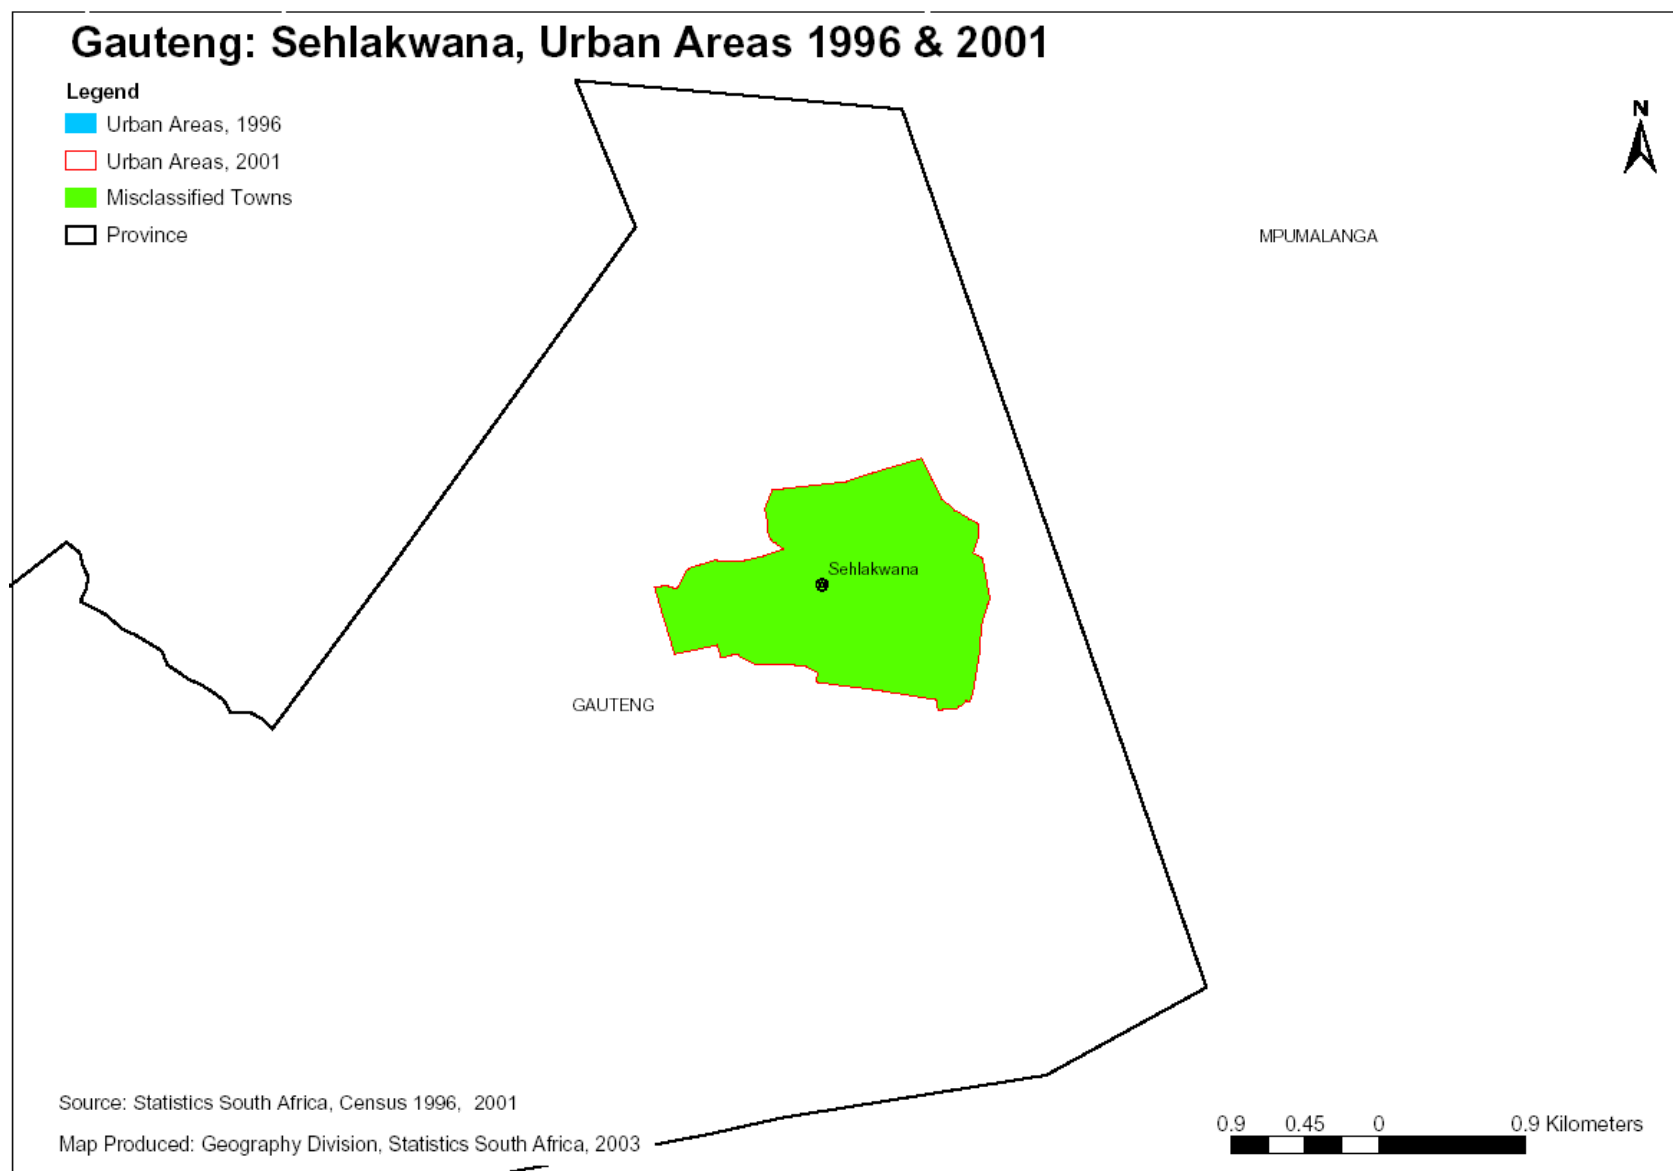 Gauteng: Sehlakwana, Urban Areas 1996 & 2001
Legend
Urban Areas, 1996
Urban Areas, 2001
Misclassified Towns
Province
N
MPUMALANGA
Sehlakwana
GAUTENG
Source: Statistics South Africa, Census 1996, 2001
Map Produced: Geography Division, Statistics South Africa, 2003
0.9 0.45 0 0.9 Kilometers